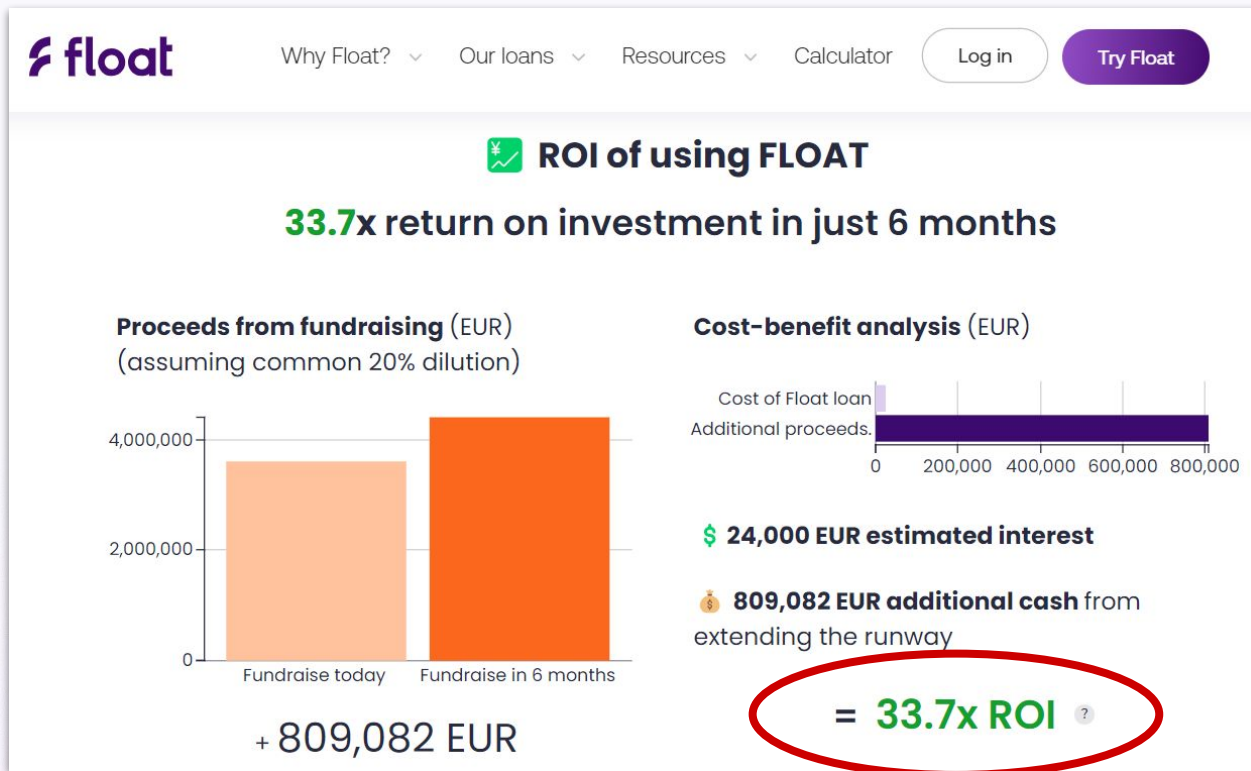 float
Why Float?
Our loans
Resources
Calculator
Log in
Try Float
ROI of using FLOAT
33.7x return on investment in just 6 months
Proceeds from fundraising (EUR)
(assuming common 20% dilution)
4,000,000
2,000,000
0
Fundraise today
Fundraise in 6 months
+ 809,082 EUR
Cost-benefit analysis (EUR)
Cost of Float loan
Additional proceeds.
0
200,000
400,000
600,000
800,000
$ 24,000 EUR estimated interest
$ 809,082 EUR additional cash from
extending the runway
= 33.7x ROI ?